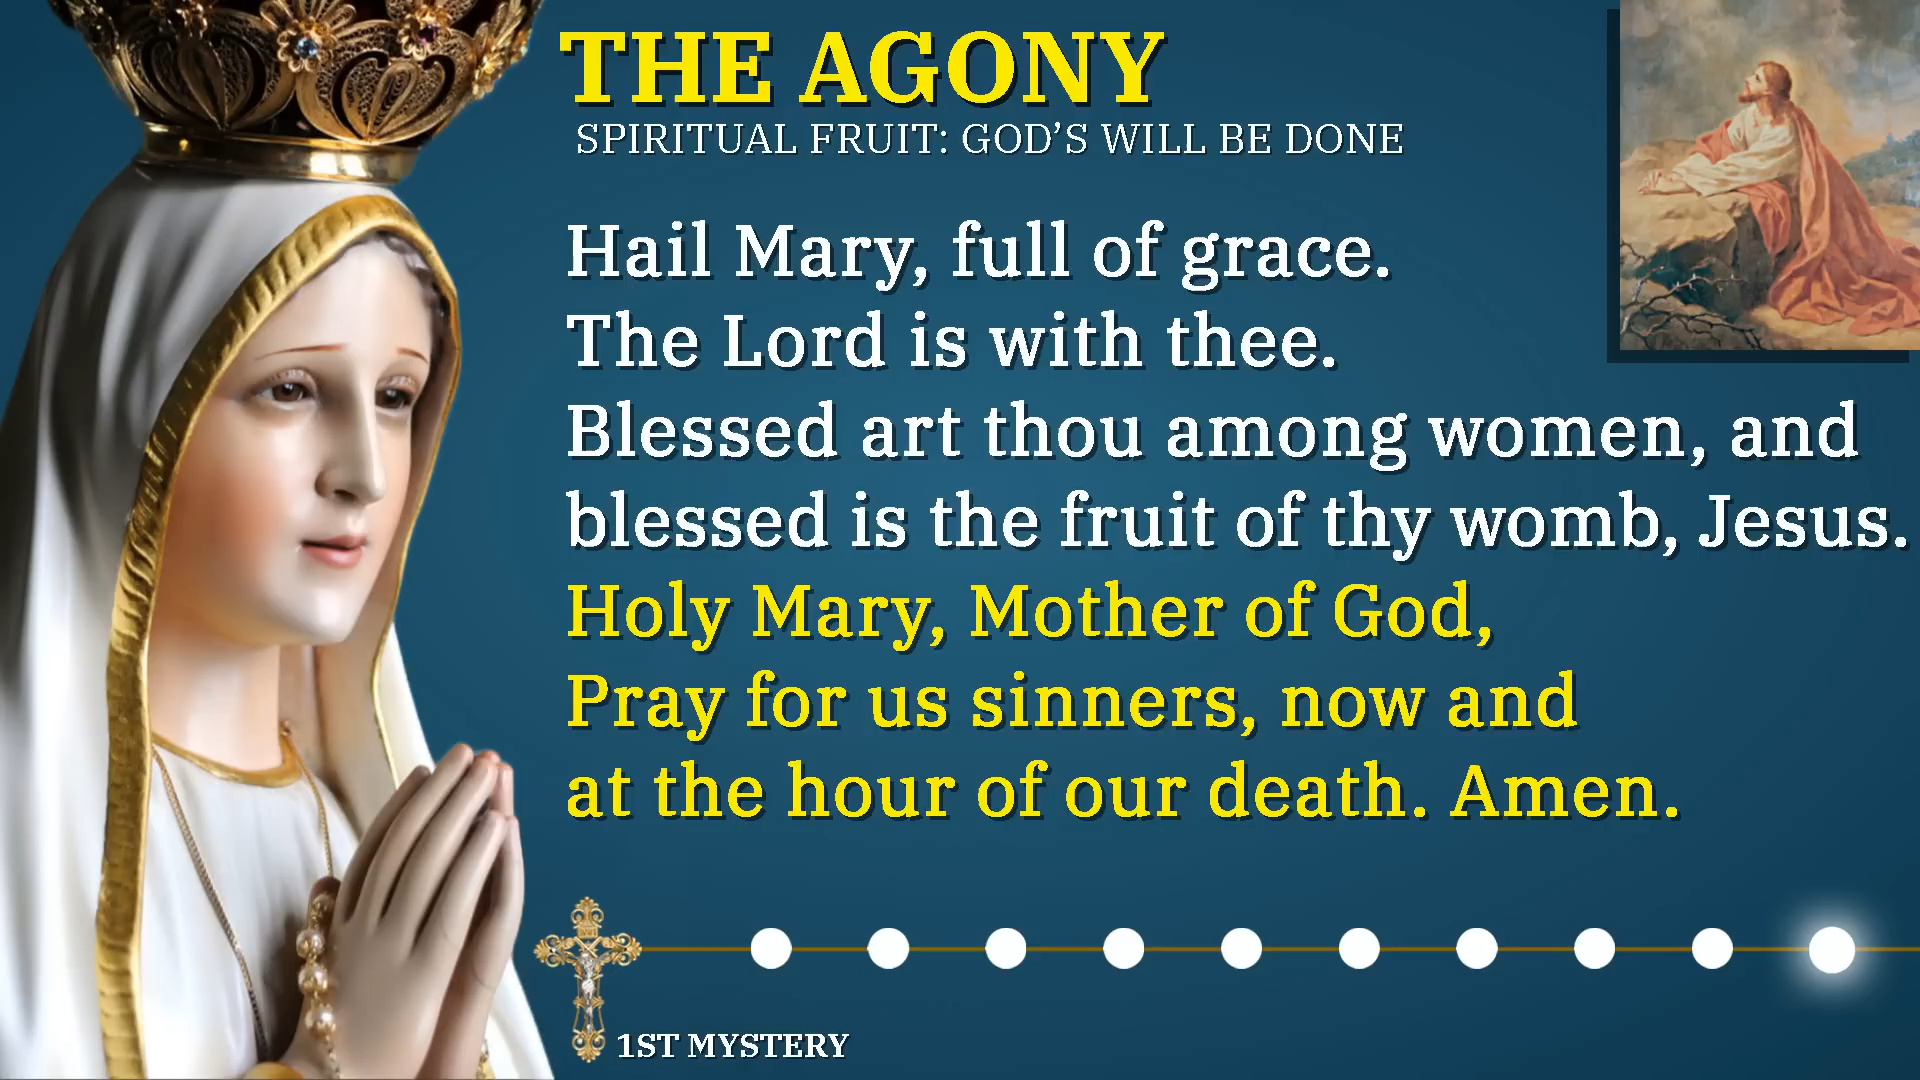 THE AGONY
SPIRITUAL FRUIT: GOD’S WILL BE DONE
Hail Mary, full of grace.
The Lord is with thee.
Blessed art thou among women, and
blessed is the fruit of thy womb, Jesus.
Holy Mary, Mother of God,
Pray for us sinners, now and
at the hour of our death. Amen.
1ST MYSTERY